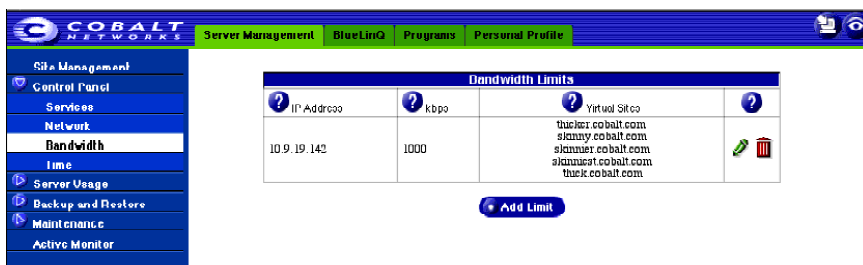 COBALT
NETWORKS
Server Management BlueLinQ Programs Personal Profile
Site Management
Control Panel
Services
Network
Bandwidth
Time
Server Usage
Backup and Restore
Maintenance
Active Monitor
Bandwidth Limits
? IP Address ? kbps ? Virtual Sites ?
thicker.cobalt.com
skinny.cobalt.com
10.9.19.142 1000 skinnier.cobalt.com
skinniest.cobalt.com
thick.cobalt.com
Add Limit